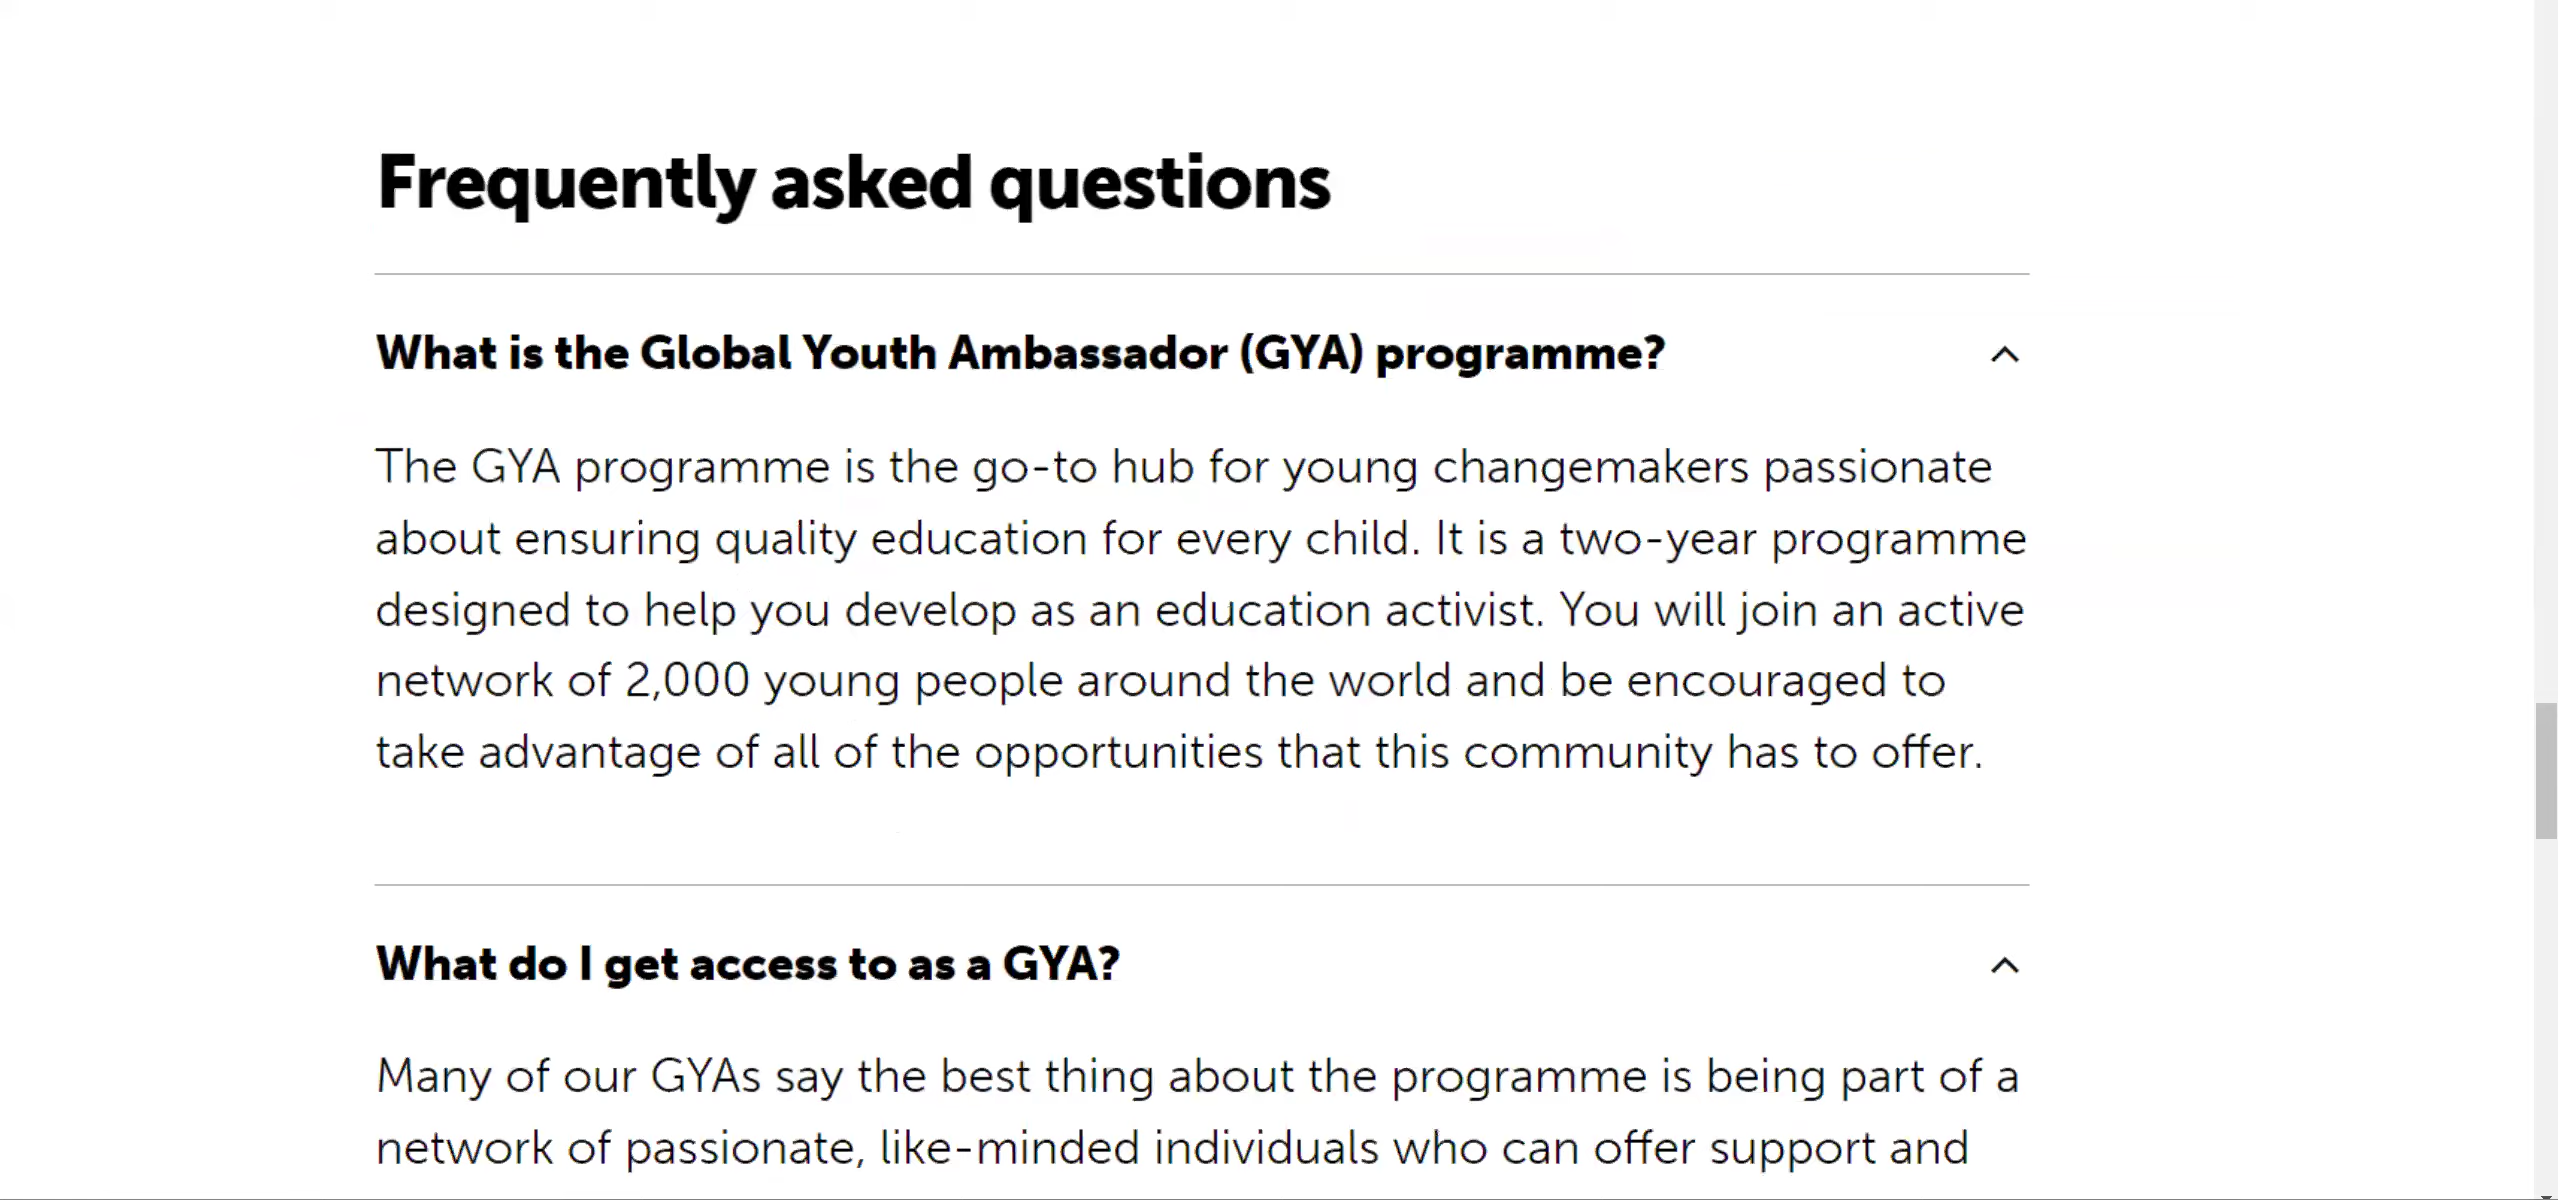 Frequently asked questions
What is the Global Youth Ambassador (GYA) programme?
The GYA programme is the go-to hub for young changemakers passionate
about ensuring quality education for every child. It is a two-year programme
designed to help you develop as an education activist. You will join an active
network of 2,000 young people around the world and be encouraged to
take advantage of all of the opportunities that this community has to offer.
What do I get access to as a GYA?
Many of our GYAs say the best thing about the programme is being part of a
network of passionate, like-minded individuals who can offer support and